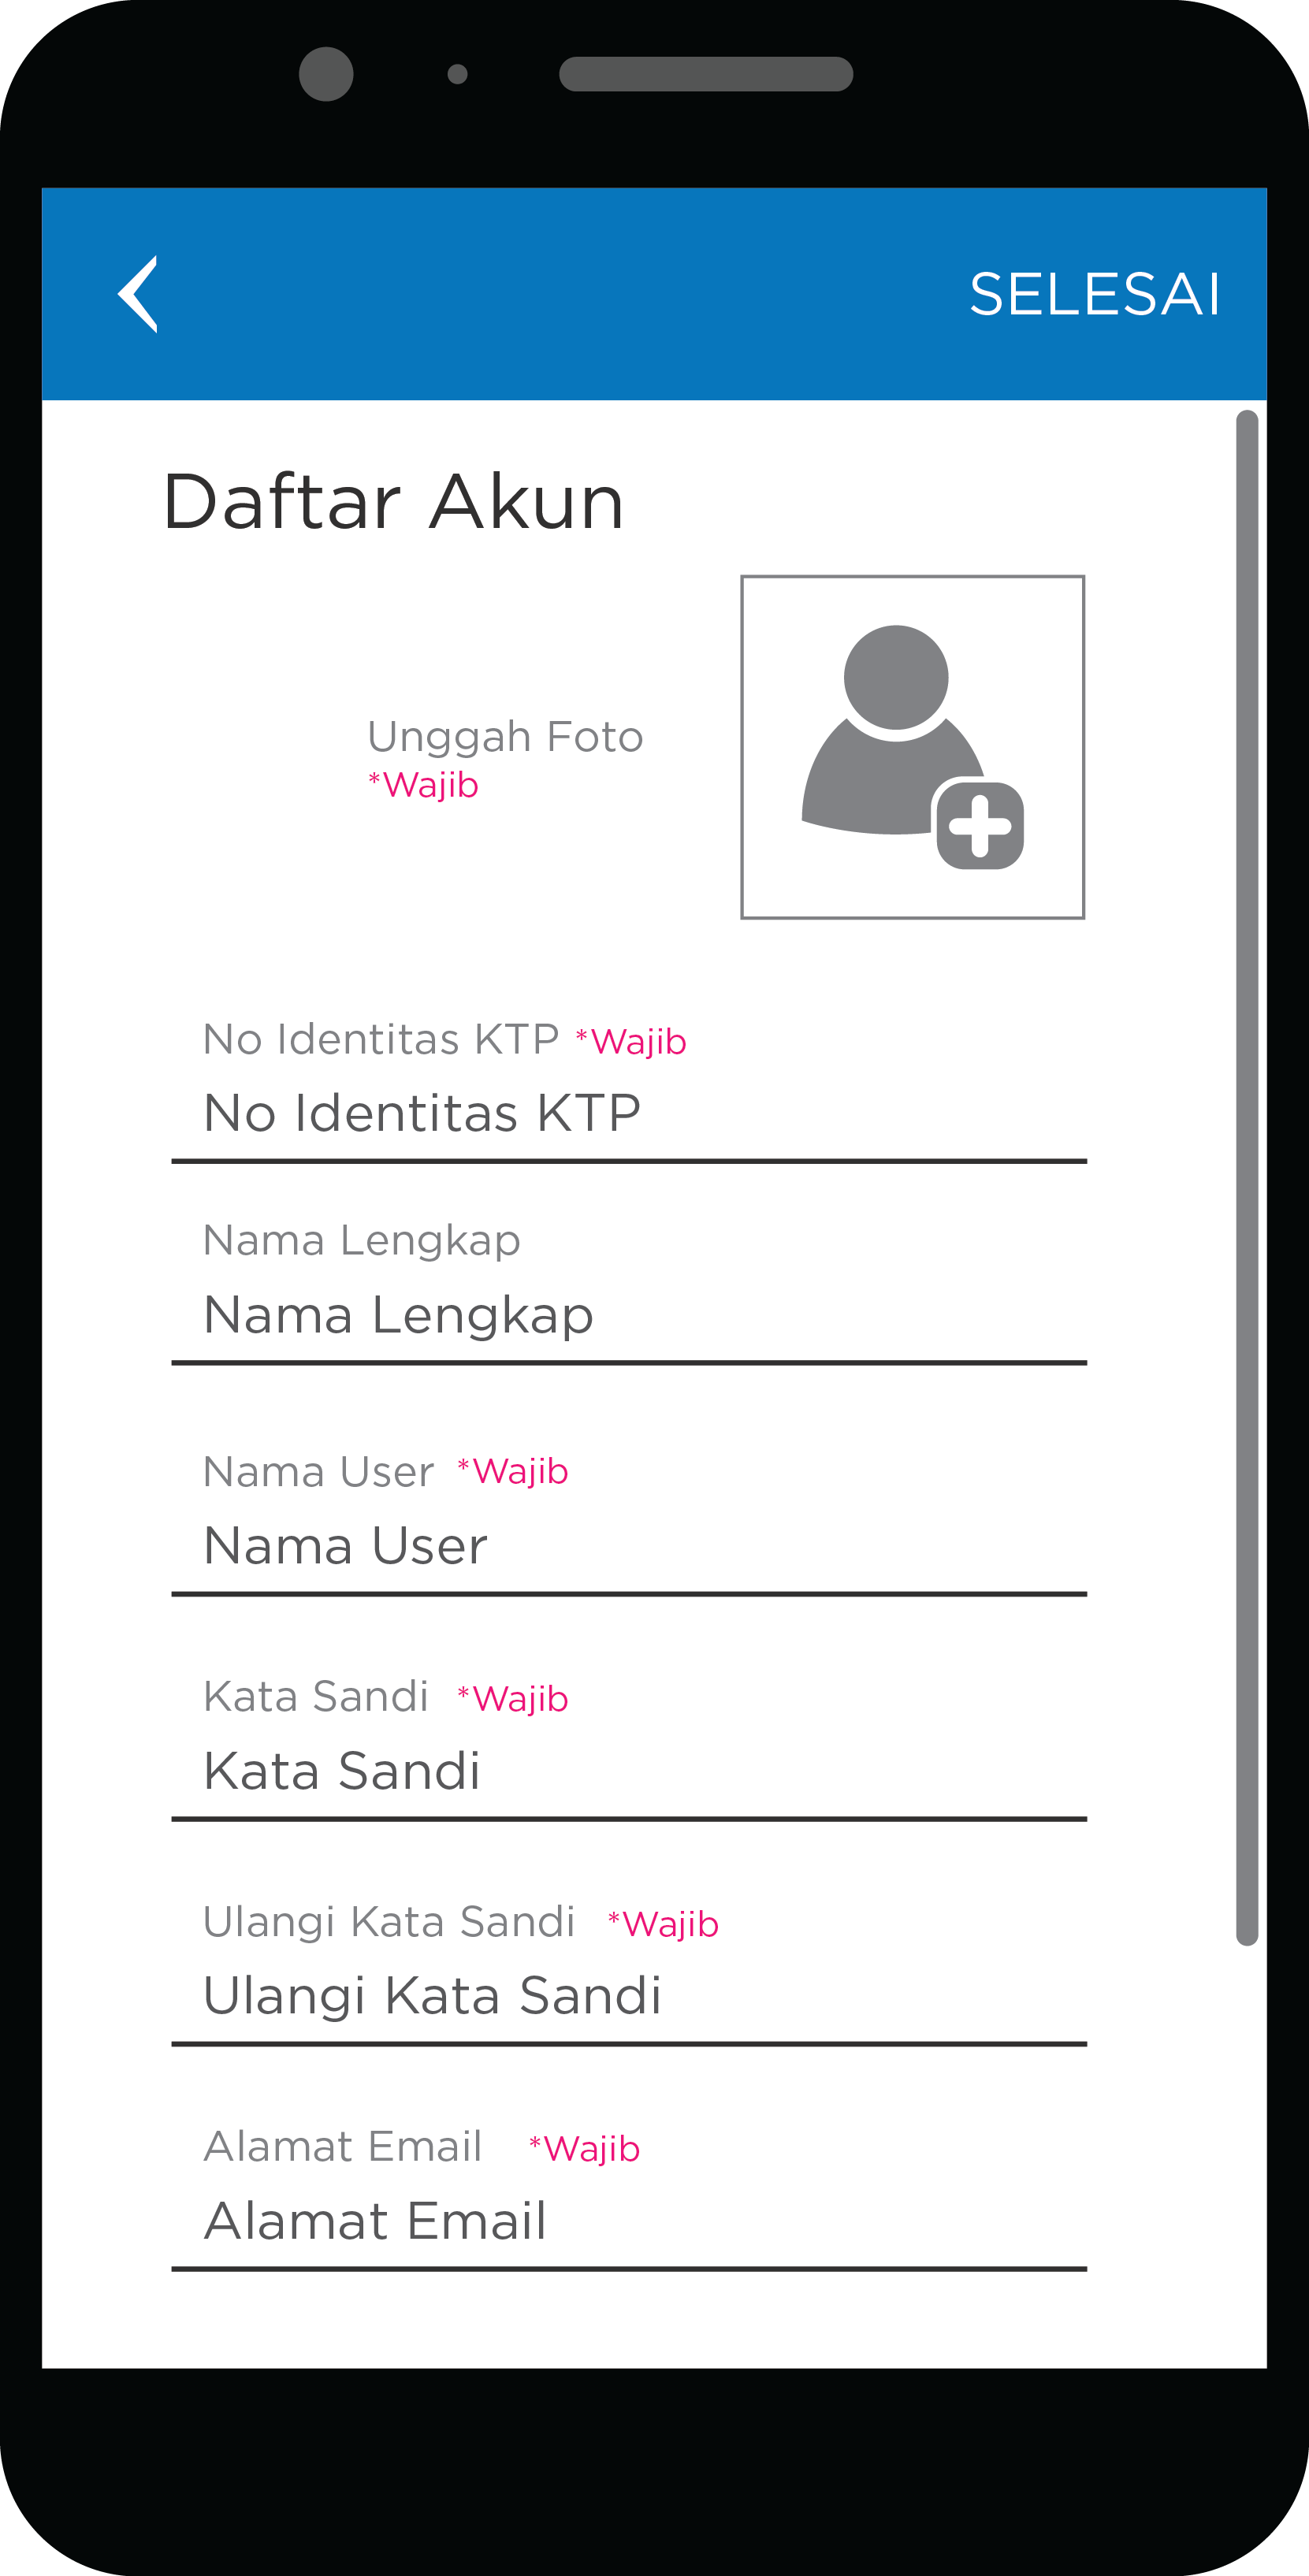 SELESAI
Daftar Akun
Unggah Foto
*Wajib
No Identitas KTP *Wajib
No Identitas KTP
Nama Lengkap
Nama Lengkap
Nama User *Wajib
Nama User
Kata Sandi *Wajib
Kata Sandi
Ulangi Kata Sandi *Wajib
Ulangi Kata Sandi
Alamat Email *Wajib
Alamat Email